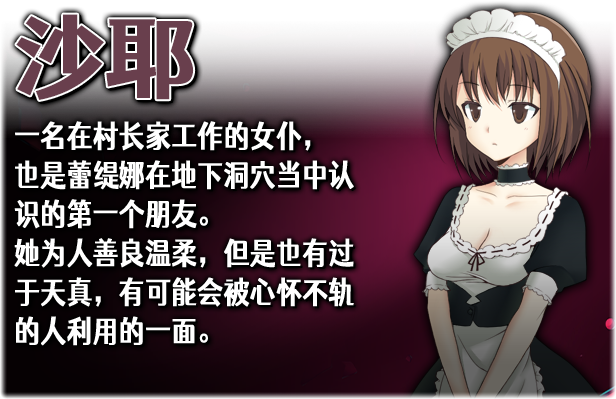 沙耶
一名在村长家工作的女仆，
也是蕾缇娜在地下洞穴当中认
识的第一个朋友。
她为人善良温柔，但是也有过
于天真，有可能会被心怀不轨
的人利用的一面。